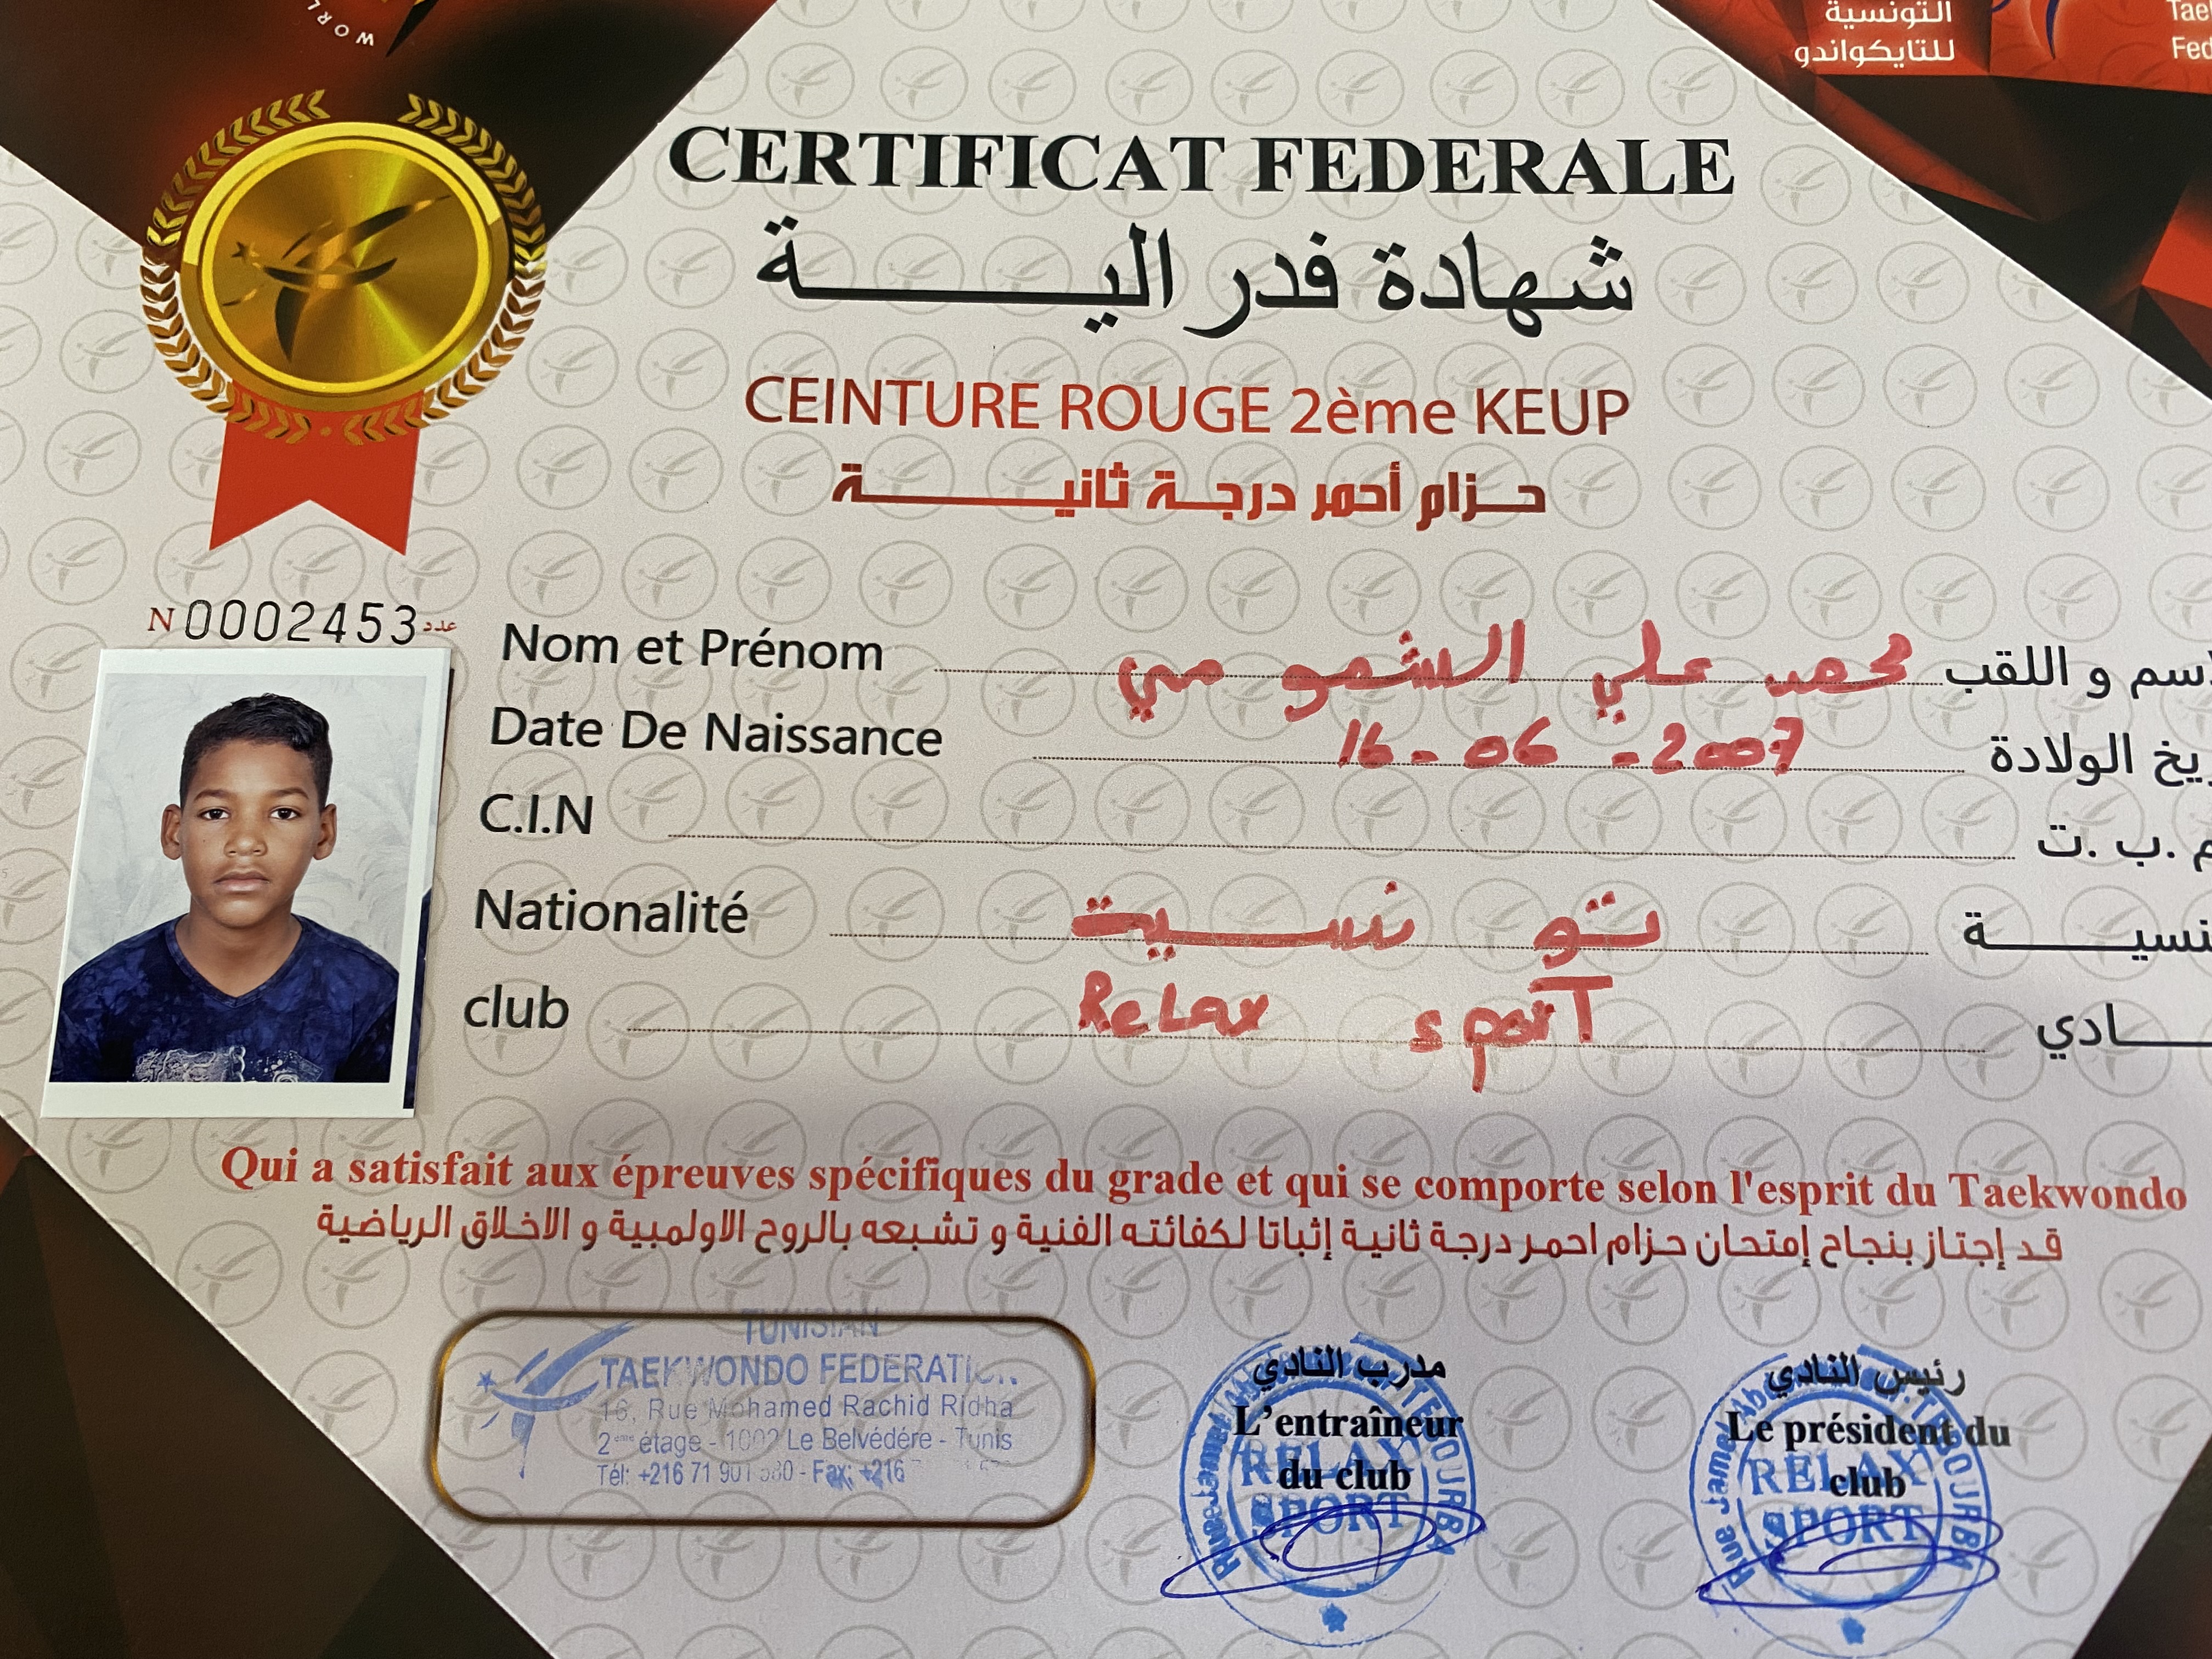 WORL
التونسية
للتايكواندو
CERTIFICAT FEDERALE
شهادة فدرالية
CEINTURE ROUGE 2ème KEUP
حزام أحمر درجة ثانية
N 0002453 عدد
Nom et Prénom محمد علي الشمومي
Date De Naissance 16-06-2007 الولادة
C.I.N
Nationalité تونسية
club Relax sport
Qui a satisfait aux épreuves spécifiques du grade et qui se comporte selon l'esprit du Taekwondo
قد إجتاز بنجاح إمتحان حزام احمر درجة ثانية إثباتا لكفائته الفنية و تشبعه بالروح الاولمبية و الاخلاق الرياضية
TUNISIAN
TAEKWONDO FEDERATION
16, Rue Mohamed Rachid Ridha
2ème étage - 1002 Le Belvédére - Tunis
Tél: +216 71 901 - Fax: +216
مدرب النادي
L'entraîneur
du club
RELAX
SPORT
رئيس النادي
Le président du
club
RELAX
SPORT